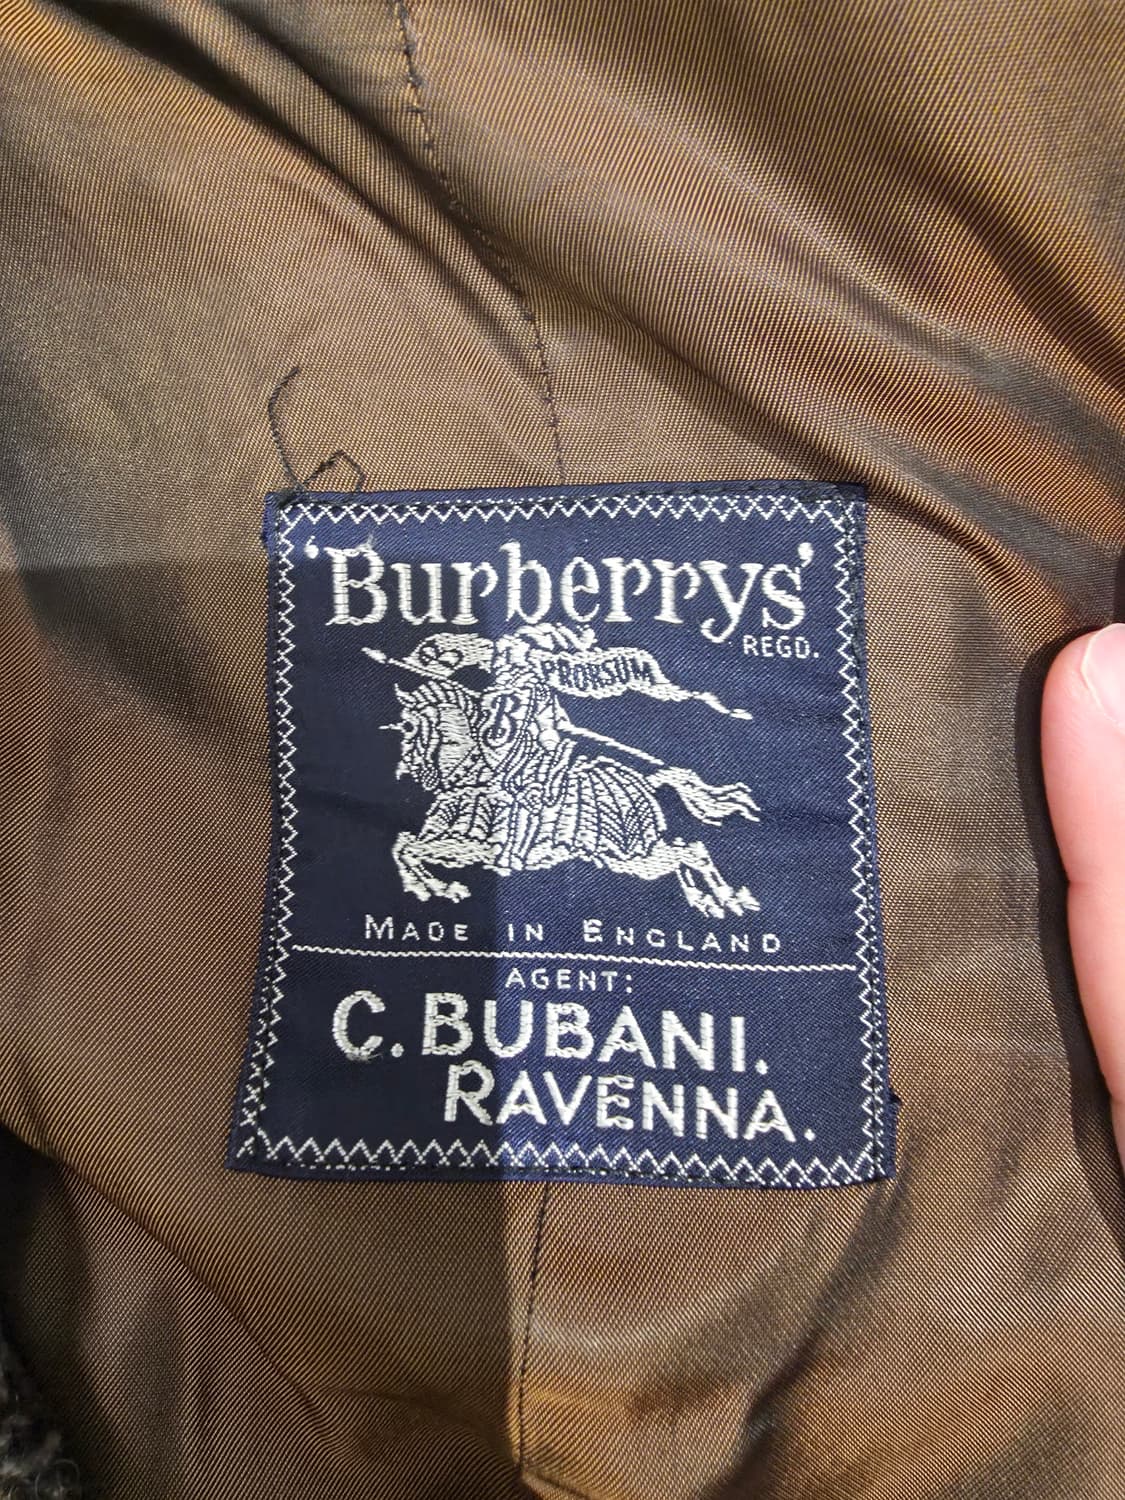 'Burberrys'
REGD.
PRORSUM
B
MADE IN ENGLAND
AGENT:
C. BUBANI.
RAVENNA.